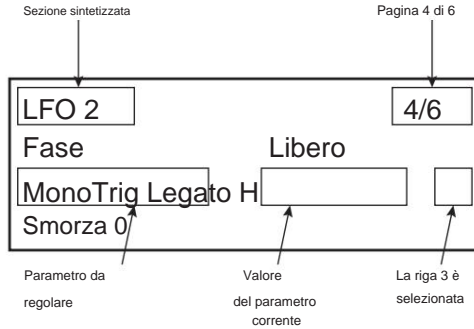 Sezione sintetizzata
Pagina 4 di 6
LFO 2
4/6
Fase
Libero
MonoTrig Legato H
Smorza 0
Parametro da
regolare
Valore
del parametro
corrente
La riga 3 è
selezionata